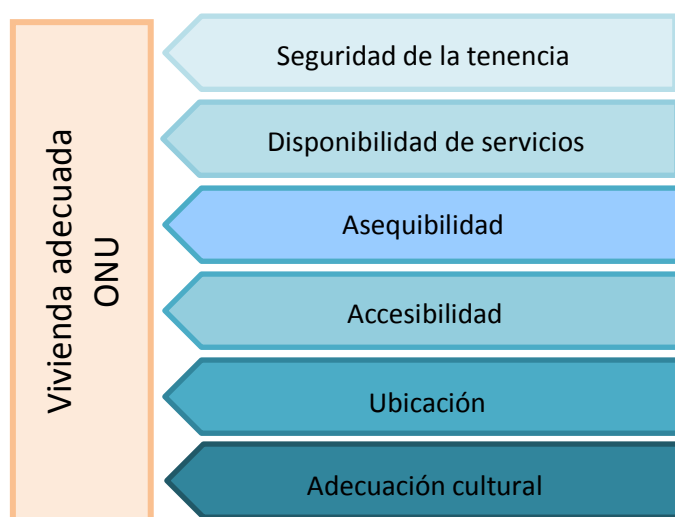 Vivienda adecuada
ONU
Seguridad de la tenencia
Disponibilidad de servicios
Asequibilidad
Accesibilidad
Ubicación
Adecuación cultural